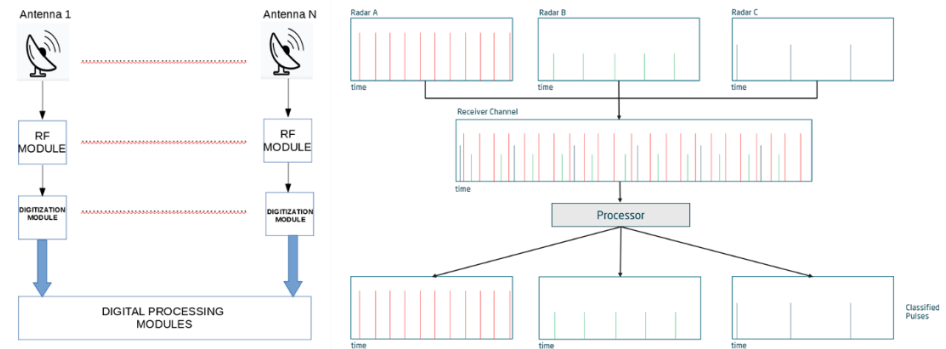 Antenna 1
Antenna N
RF
MODULE
RF
MODULE
DIGITIZATION
MODULE
DIGITIZATION
MODULE
DIGITAL PROCESSING
MODULES
Radar A
Radar B
Radar C
time
time
time
Receiver Channel
time
Processor
Classified
Pulses
time
time
time